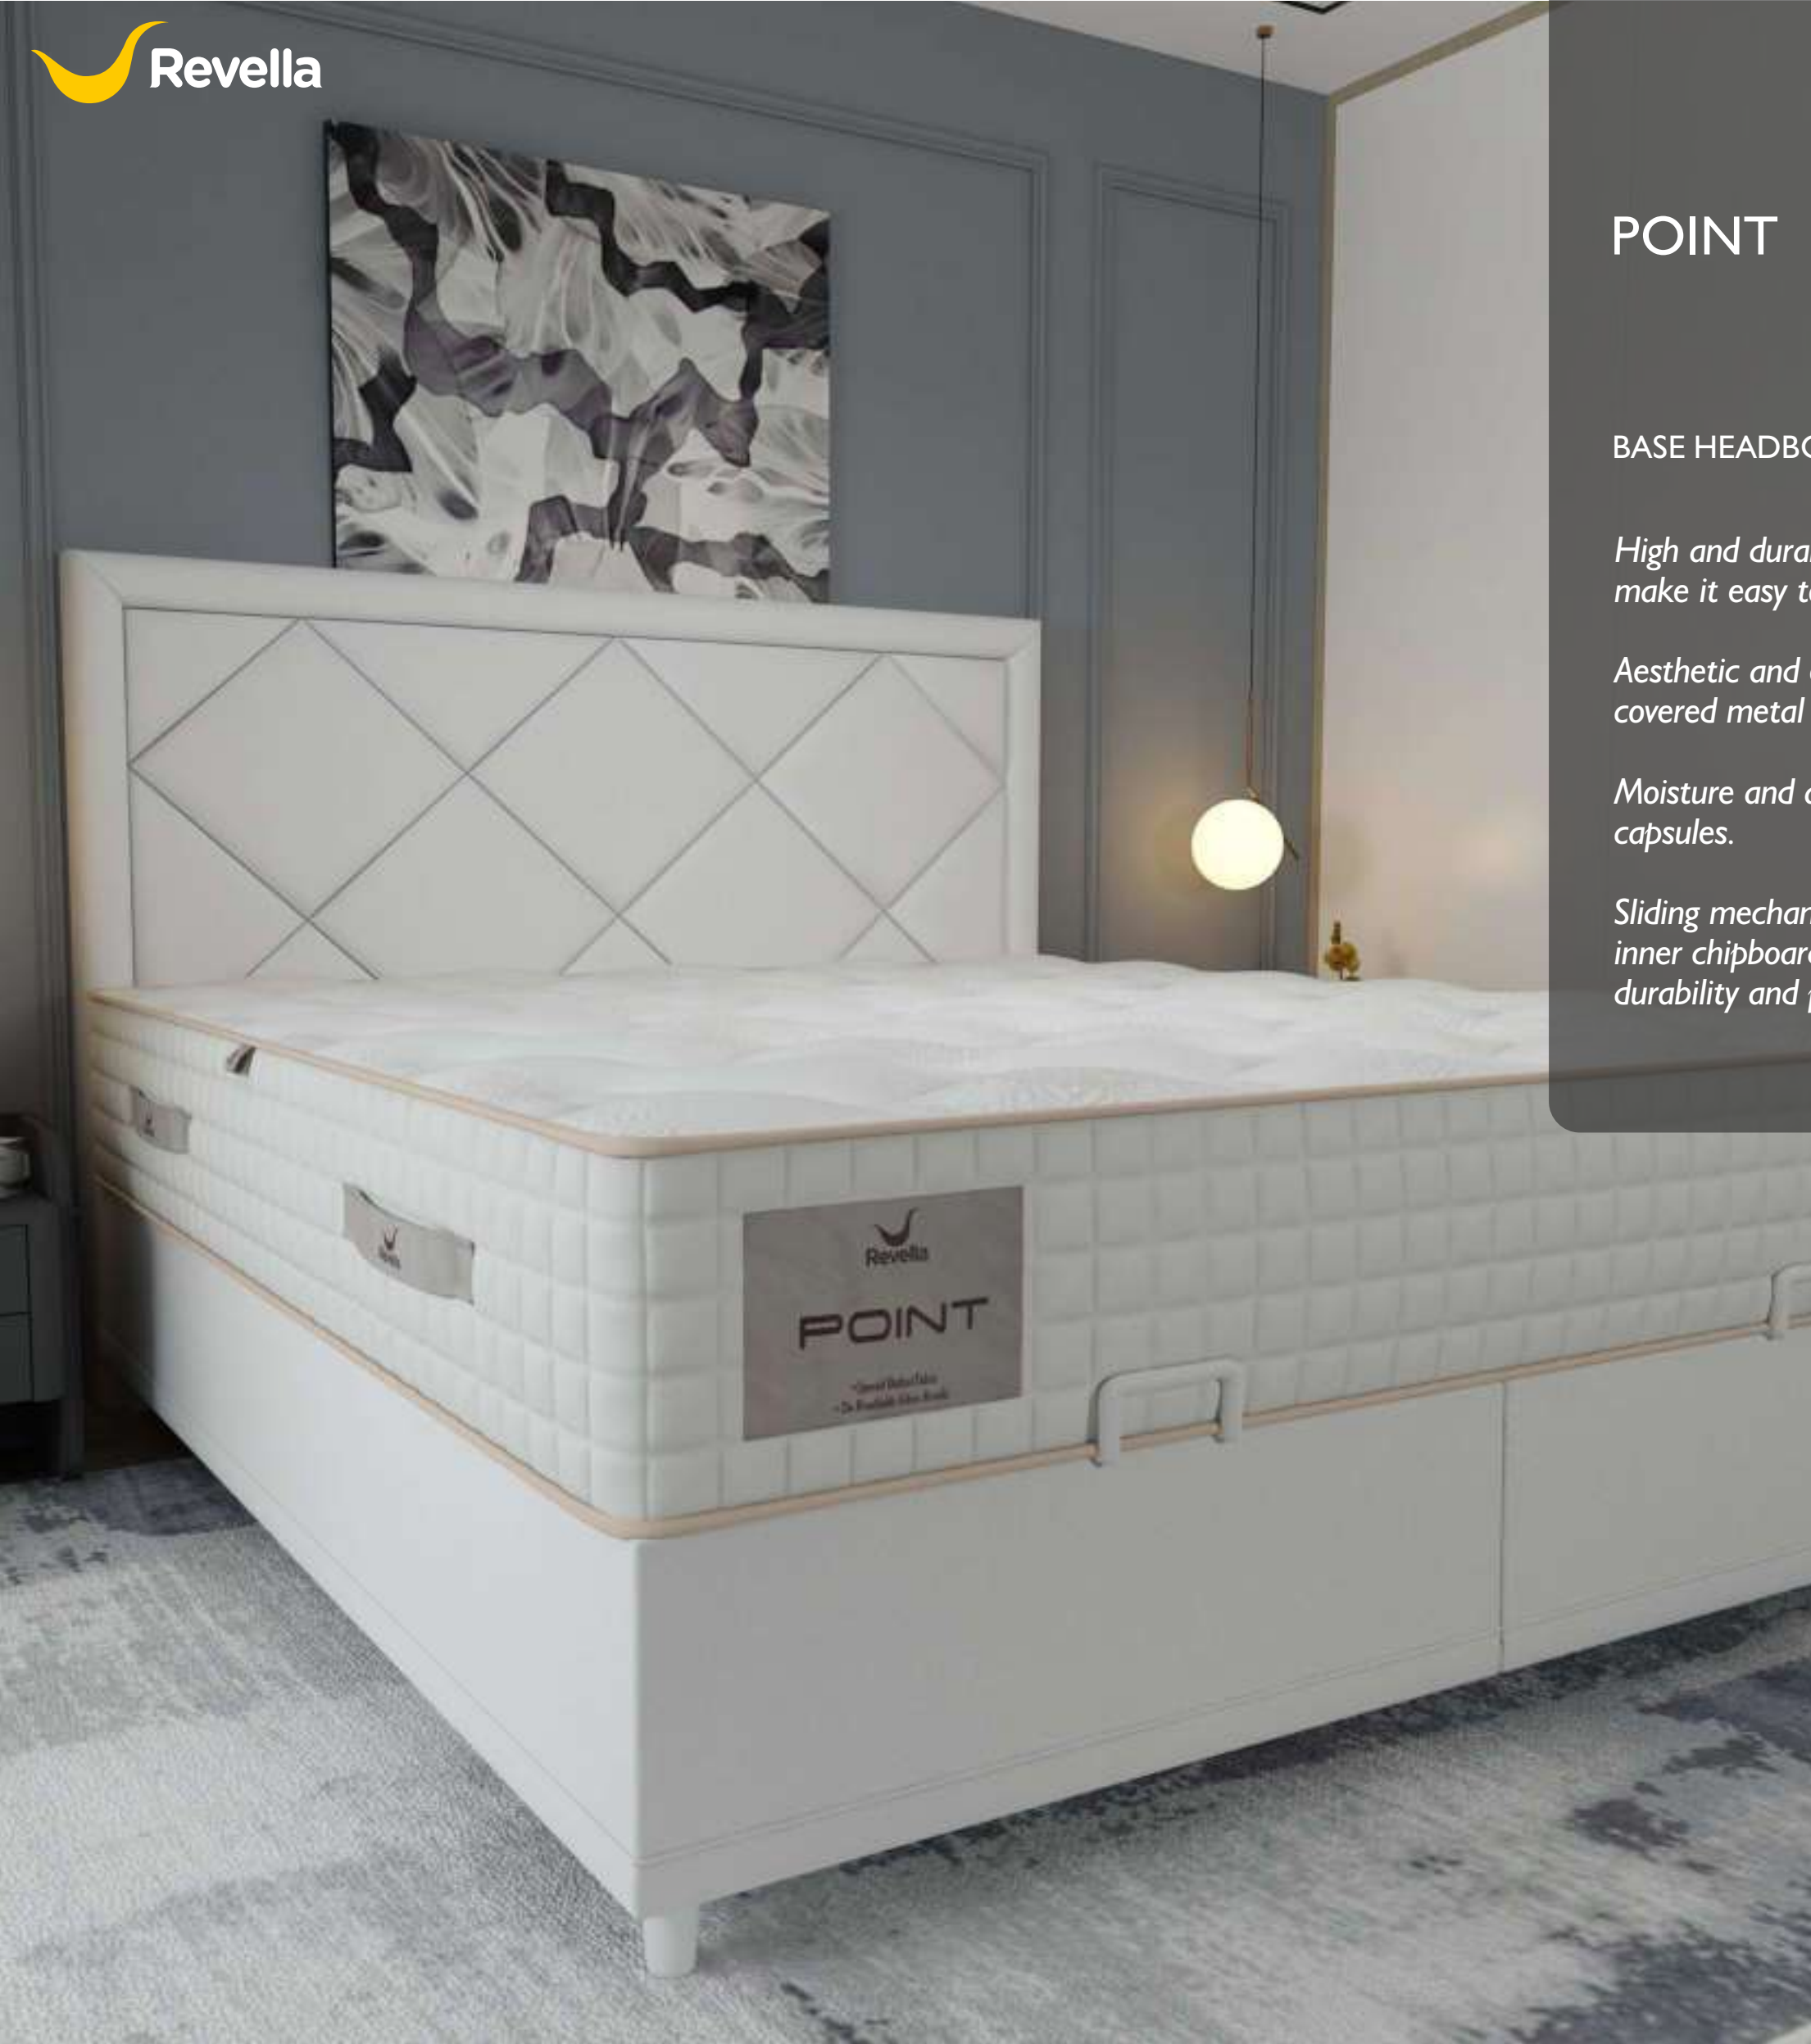 Revella
POINT
BASE HEADBO
High and dura
make it easy t
Aesthetic and
covered metal
Moisture and
capsules.
Sliding mechan
inner chipboar
durability and
Revella
Revella
POINT